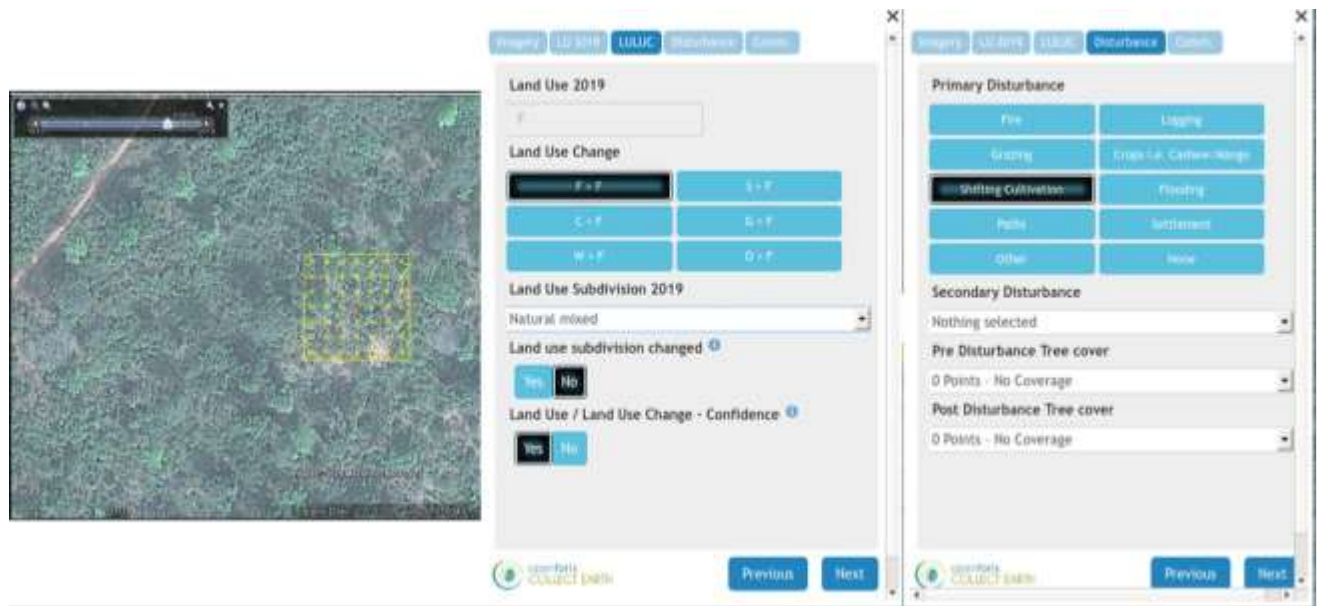 Imagery LU 2019 LULUC Disturbance Comm.
Land Use 2019
F
Land Use Change
F > F S > F
C > F G > F
W > F O > F
Land Use Subdivision 2019
Natural mixed
Land use subdivision changed
Yes No
Land Use / Land Use Change - Confidence
Yes No
openforis
COLLECT EARTH
Previous Next
Imagery LU 2019 LULUC Disturbance Comm.
Primary Disturbance
Fire Logging
Grazing Crops i.e. Cashew/Mango
Shifting Cultivation Flooding
Paths Settlement
Other None
Secondary Disturbance
Nothing selected
Pre Disturbance Tree cover
0 Points - No Coverage
Post Disturbance Tree cover
0 Points - No Coverage
openforis
COLLECT EARTH
Previous Next